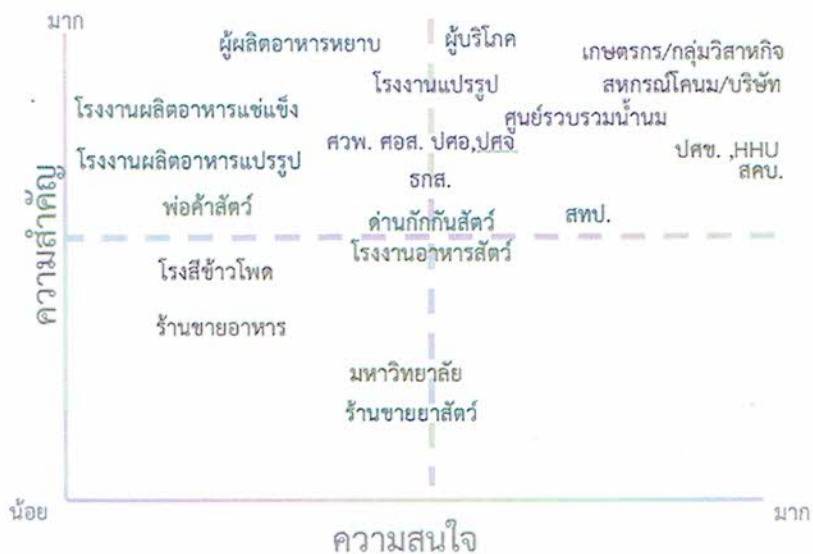 มาก
ผู้ผลิตอาหารหยาบ
ผู้บริโภค
เกษตรกร/กลุ่มวิสาหกิจ
โรงงานแปรรูป
สหกรณ์โคนม/บริษัท
โรงงานผลิตอาหารแช่แข็ง
ศูนย์รวบรวมน้ำนม
ศวพ. ศอส. ปศอ,ปศจ
ปศข. ,HHU
โรงงานผลิตอาหารแปรรูป
สคบ.
ธกส.
พ่อค้าสัตว์
สทป.
ด่านกักกันสัตว์
โรงงานอาหารสัตว์
โรงสีข้าวโพด
ความสำคัญ
ร้านขายอาหาร
มหาวิทยาลัย
ร้านขายยาสัตว์
น้อย
มาก
ความสนใจ